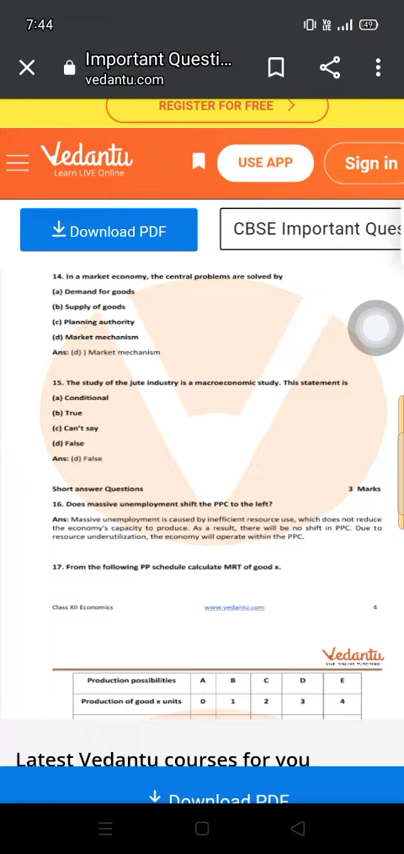 7:44
Vo LTE 49
Important Questi...
vedantu.com
REGISTER FOR FREE
Vedantu
Learn LIVE Online
USE APP
Sign in
Download PDF
CBSE Important Ques
14. In a market economy, the central problems are solved by
(a) Demand for goods
(b) Supply of goods
(c) Planning authority
(d) Market mechanism
Ans: (d) ) Market mechanism
15. The study of the jute industry is a macroeconomic study. This statement is
(a) Conditional
(b) True
(c) Can't say
(d) False
Ans: (d) False
Short answer Questions 3 Marks
16. Does massive unemployment shift the PPC to the left?
Ans: Massive unemployment is caused by inefficient resource use, which does not reduce
the economy's capacity to produce. As a result, there will be no shift in PPC. Due to
resource underutilization, the economy will operate within the PPC.
17. From the following PP schedule calculate MRT of good x.
Class XII Economics www.vedantu.com 4
Vedantu
LIVE ONLINE TUTORING
Production possibilities A B C D E
Production of good x units 0 1 2 3 4
Latest Vedantu courses for you
Download PDF